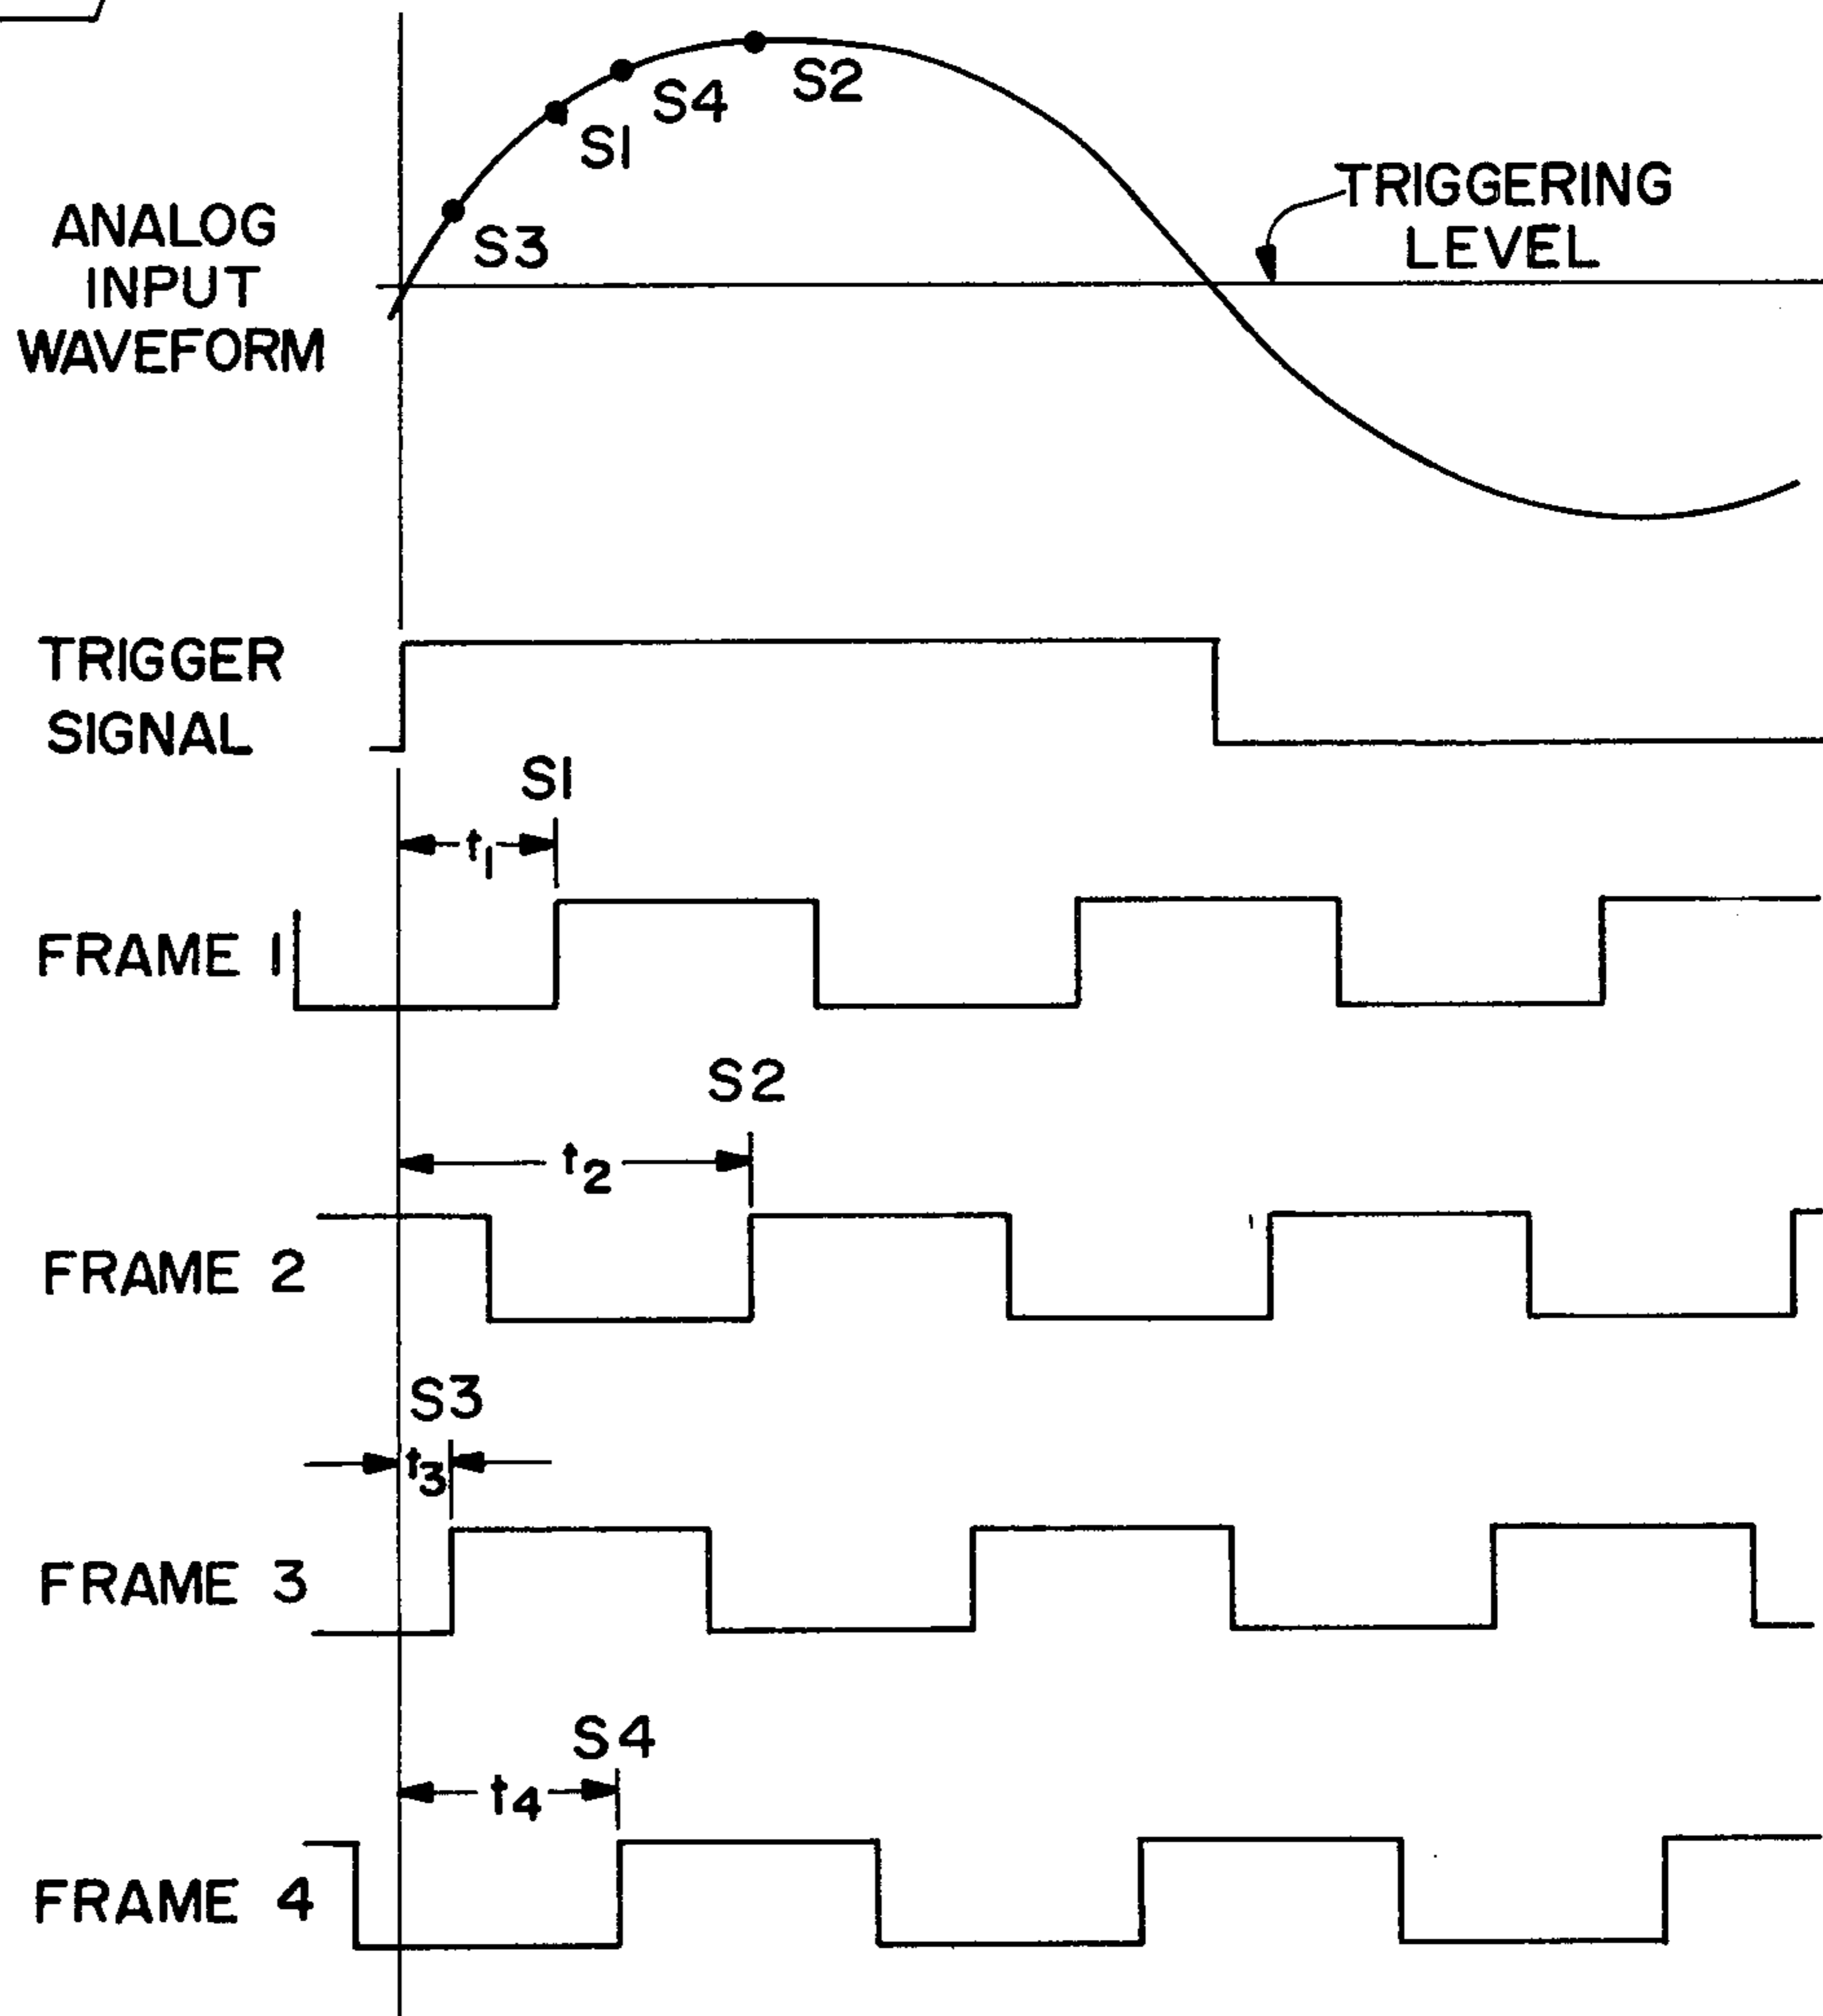 S2
S4
S1
S3
ANALOG
INPUT
WAVEFORM
TRIGGERING
LEVEL
TRIGGER
SIGNAL
S1
t1
FRAME 1
S2
t2
FRAME 2
S3
t3
FRAME 3
S4
t4
FRAME 4